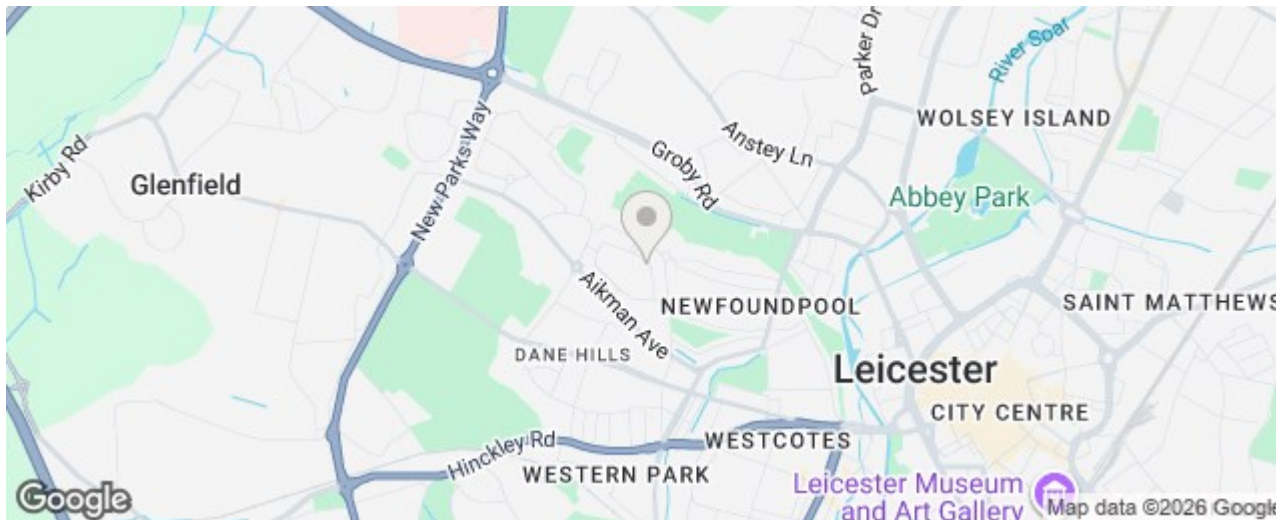 River Soar
Parker Dr
WOLSEY ISLAND
Anstey Ln
Groby Rd
Kirby Rd
Glenfield
New Parks Way
Abbey Park
Aikman Ave
NEWFOUNDPOOL
SAINT MATTHEWS
DANE HILLS
Leicester
CITY CENTRE
Hinckley Rd
WESTCOTES
WESTERN PARK
Leicester Museum
and Art Gallery
Google
Map data ©2026 Google